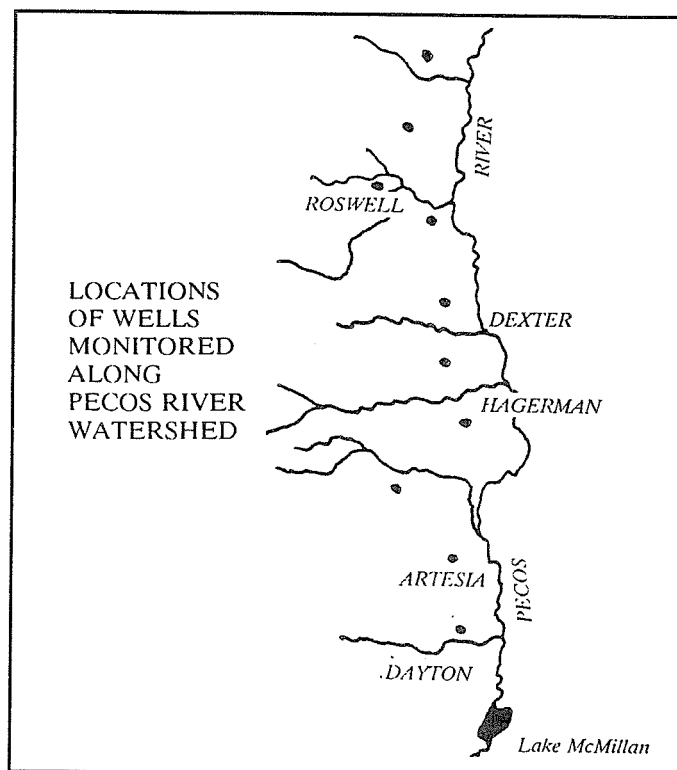 RIVER
ROSWELL
LOCATIONS
OF WELLS
MONITORED
ALONG
PECOS RIVER
WATERSHED
DEXTER
HAGERMAN
ARTESIA
PECOS
DAYTON
Lake McMillan